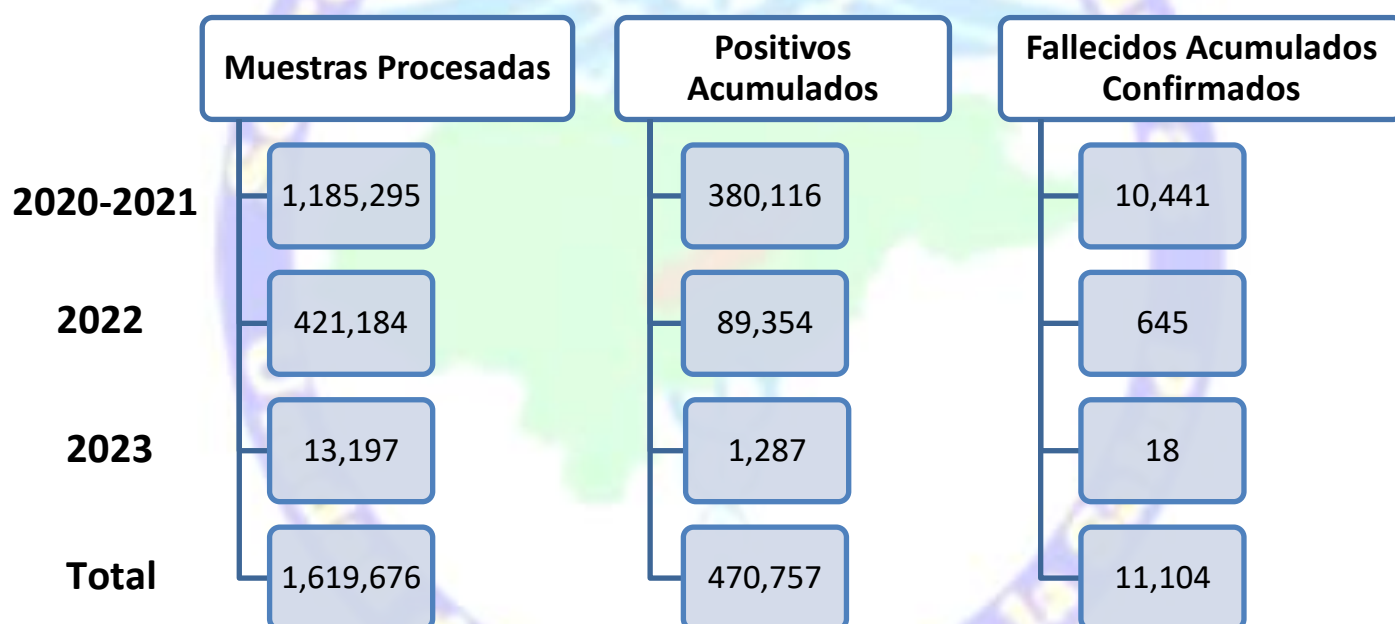 Muestras Procesadas
Positivos
Acumulados
Fallecidos Acumulados
Confirmados
2020-2021
1,185,295
380,116
10,441
2022
421,184
89,354
645
2023
13,197
1,287
18
Total
1,619,676
470,757
11,104